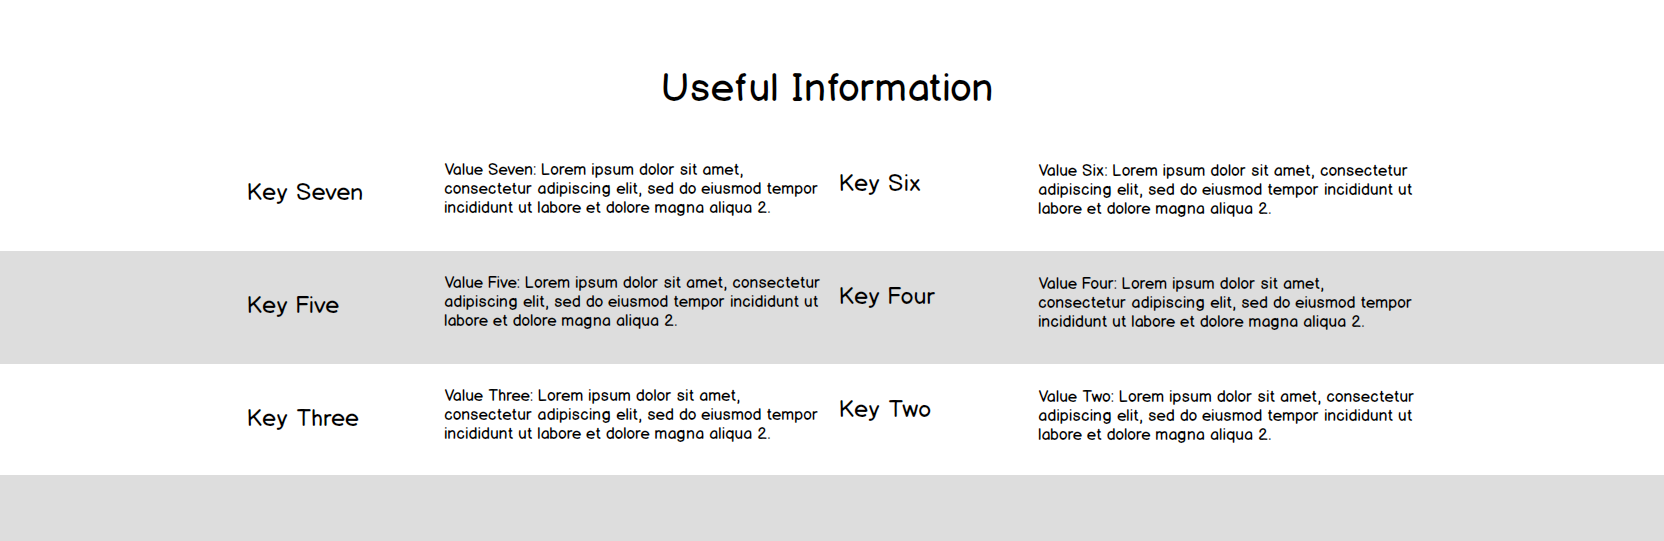 Useful Information
Key Seven
Value Seven: Lorem ipsum dolor sit amet,
consectetur adipiscing elit, sed do eiusmod tempor
incididunt ut labore et dolore magna aliqua 2.
Key Six
Value Six: Lorem ipsum dolor sit amet, consectetur
adipiscing elit, sed do eiusmod tempor incididunt ut
labore et dolore magna aliqua 2.
Key Five
Value Five: Lorem ipsum dolor sit amet, consectetur
adipiscing elit, sed do eiusmod tempor incididunt ut
labore et dolore magna aliqua 2.
Key Four
Value Four: Lorem ipsum dolor sit amet,
consectetur adipiscing elit, sed do eiusmod tempor
incididunt ut labore et dolore magna aliqua 2.
Key Three
Value Three: Lorem ipsum dolor sit amet,
consectetur adipiscing elit, sed do eiusmod tempor
incididunt ut labore et dolore magna aliqua 2.
Key Two
Value Two: Lorem ipsum dolor sit amet, consectetur
adipiscing elit, sed do eiusmod tempor incididunt ut
labore et dolore magna aliqua 2.